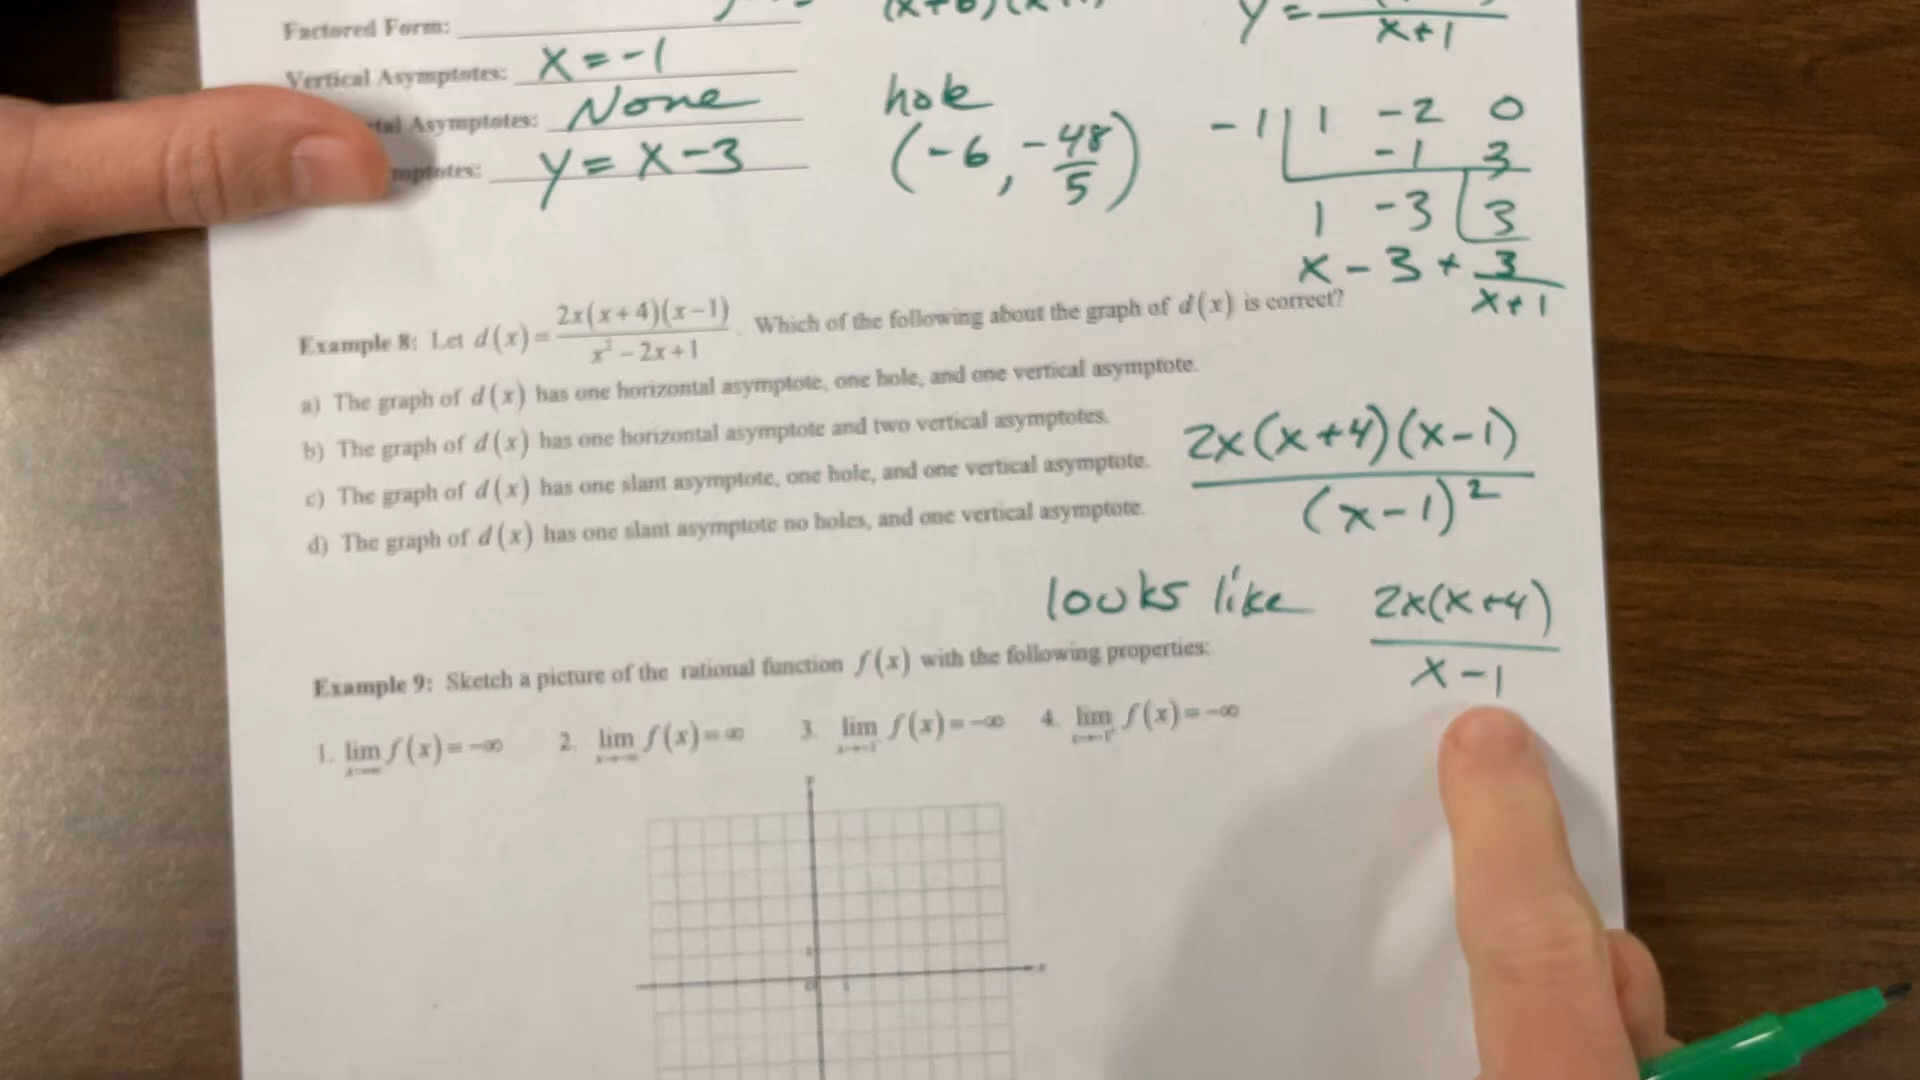 Factored Form:
y = (x+6)(x+1)
y = x+1
Vertical Asymptotes: x = -1
Asymptotes: None
hole
(-6, -48/5)
y = x - 3
-1 | 1 -2 0
-1 3
1 -3 | 3
x - 3 + 3/(x+1)
Example 8: Let d(x) = 2x(x+4)(x-1)/(x² - 2x + 1) Which of the following about the graph of d(x) is correct?
a) The graph of d(x) has one horizontal asymptote, one hole, and one vertical asymptote.
b) The graph of d(x) has one horizontal asymptote and two vertical asymptotes.
c) The graph of d(x) has one slant asymptote, one hole, and one vertical asymptote.
d) The graph of d(x) has one slant asymptote no holes, and one vertical asymptote.
2x(x+4)(x-1)
(x-1)²
looks like 2x(x+4)
x-1
Example 9: Sketch a picture of the rational function f(x) with the following properties:
1. lim f(x) = -∞ 2. lim f(x) = ∞ 3. lim f(x) = -∞ 4. lim f(x) = -∞